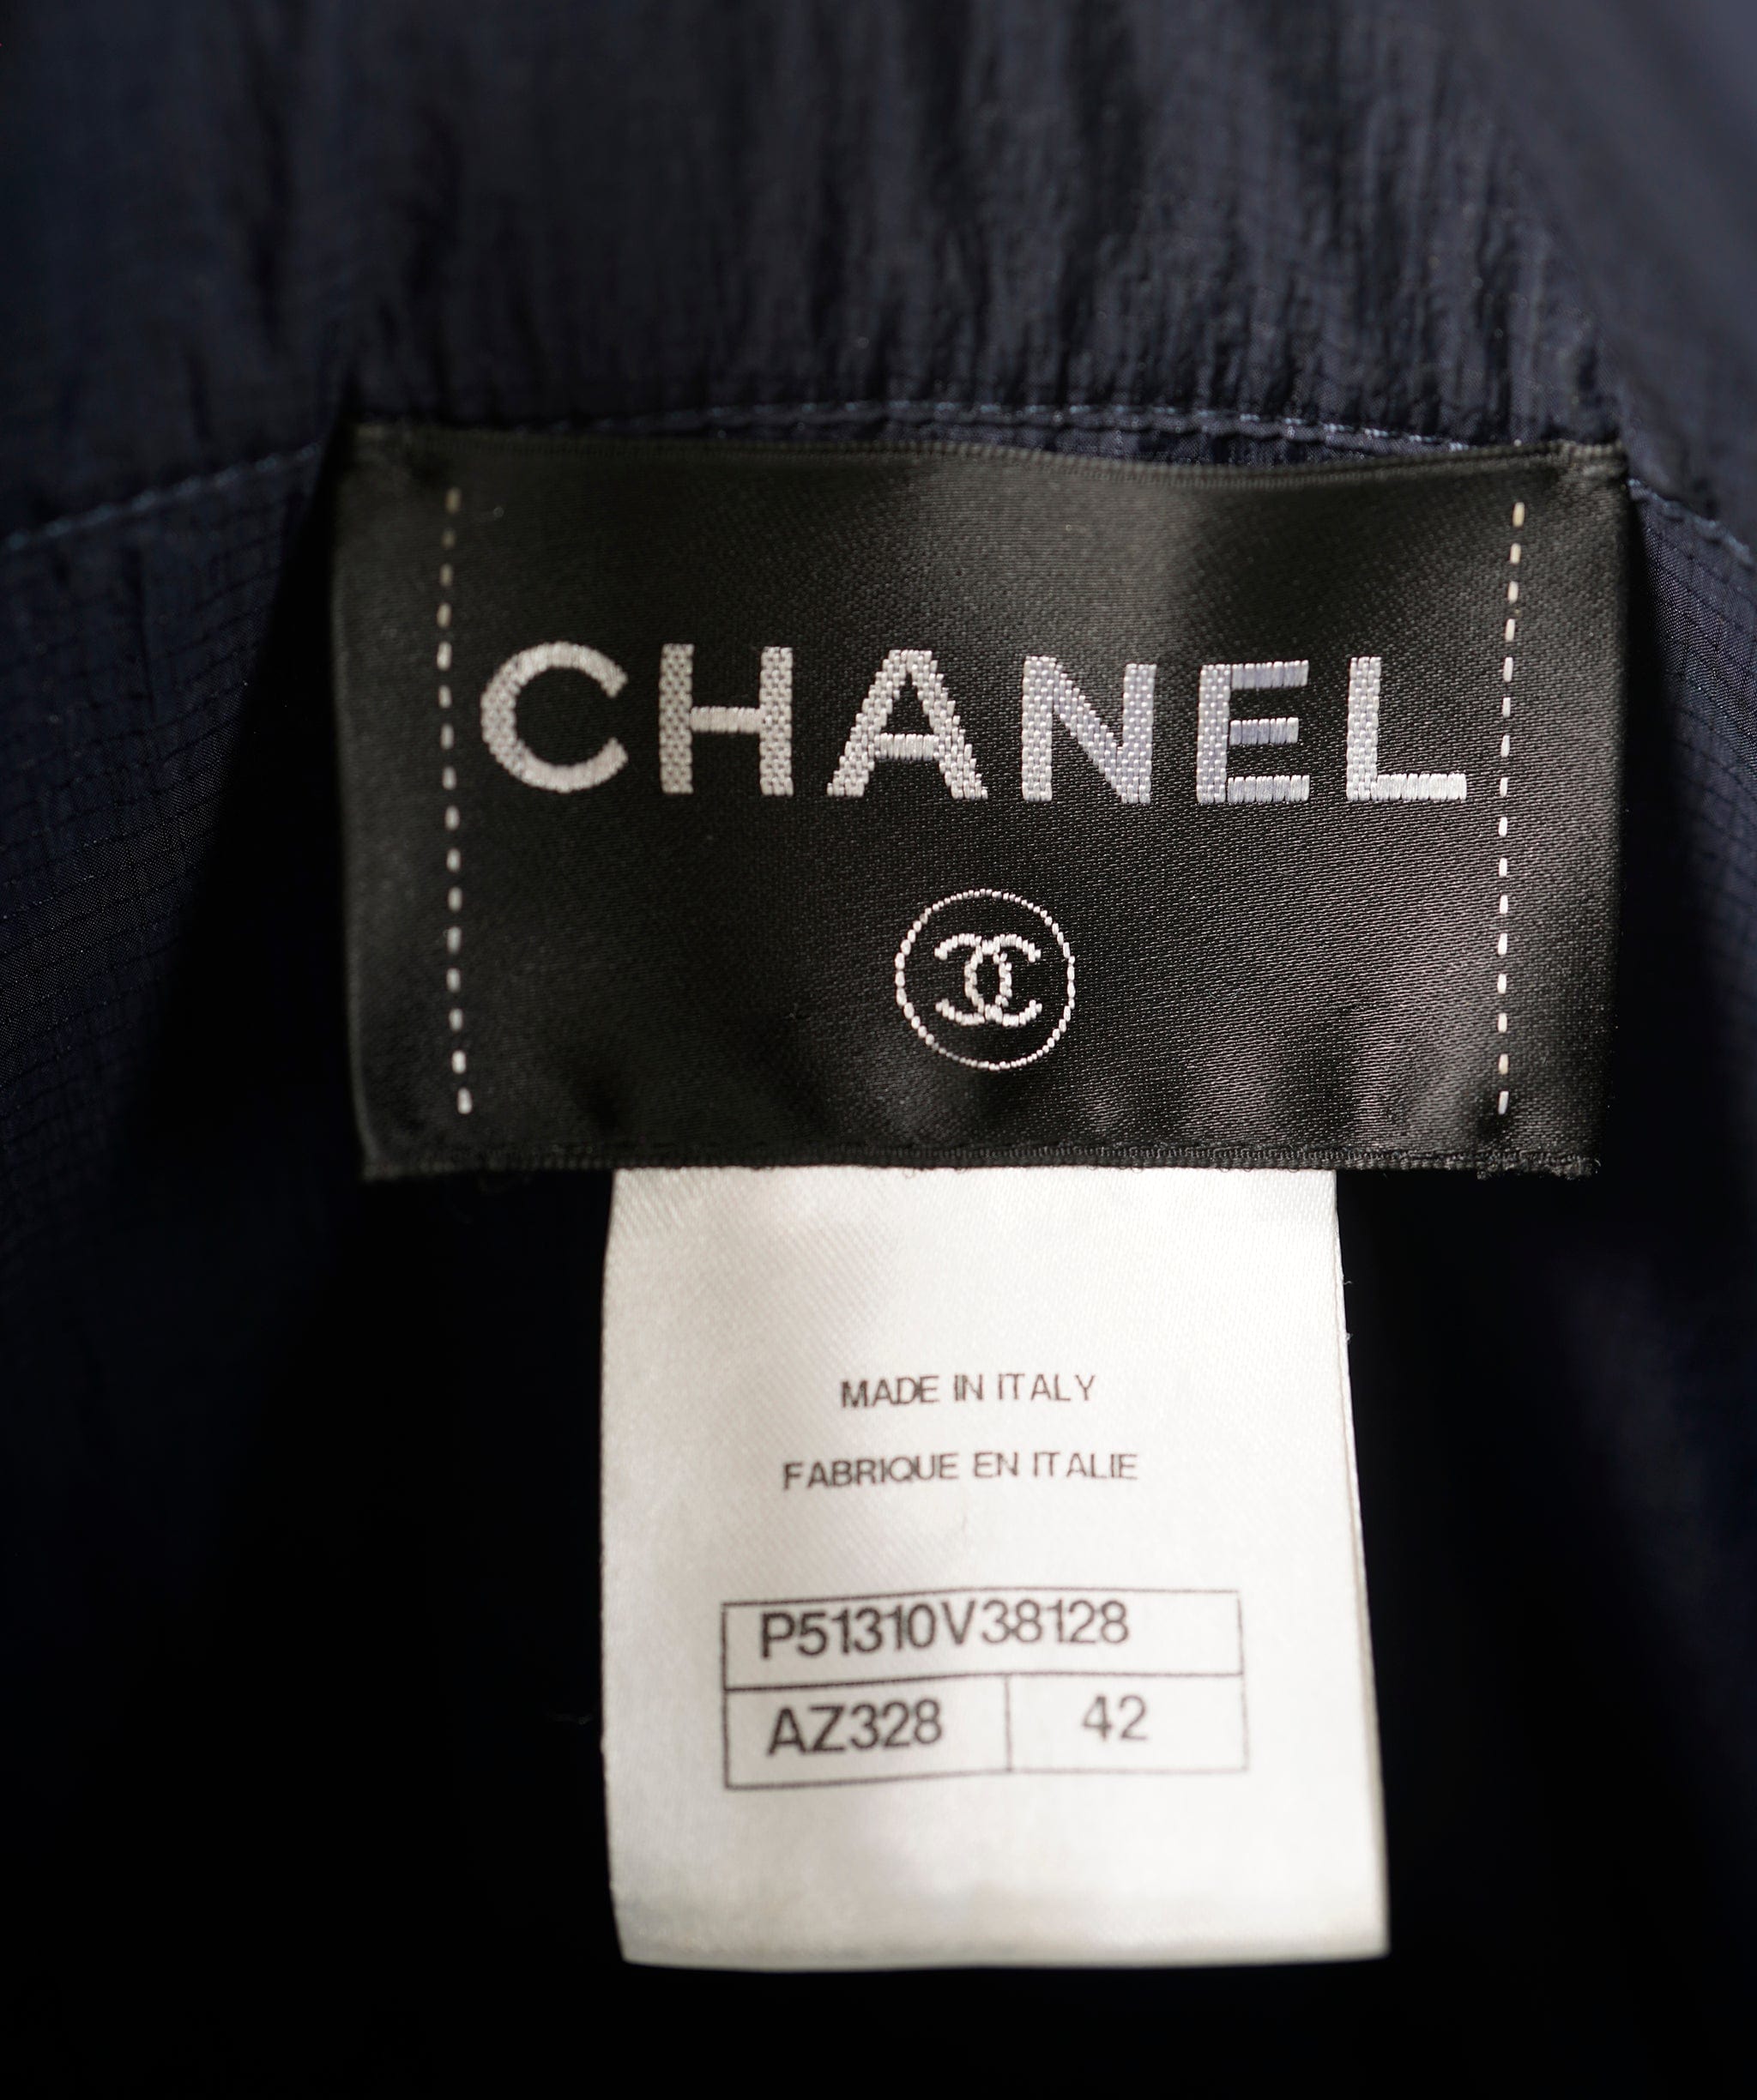 CHANEL
MADE IN ITALY
FABRIQUE EN ITALIE
P51310V38128
AZ328 42